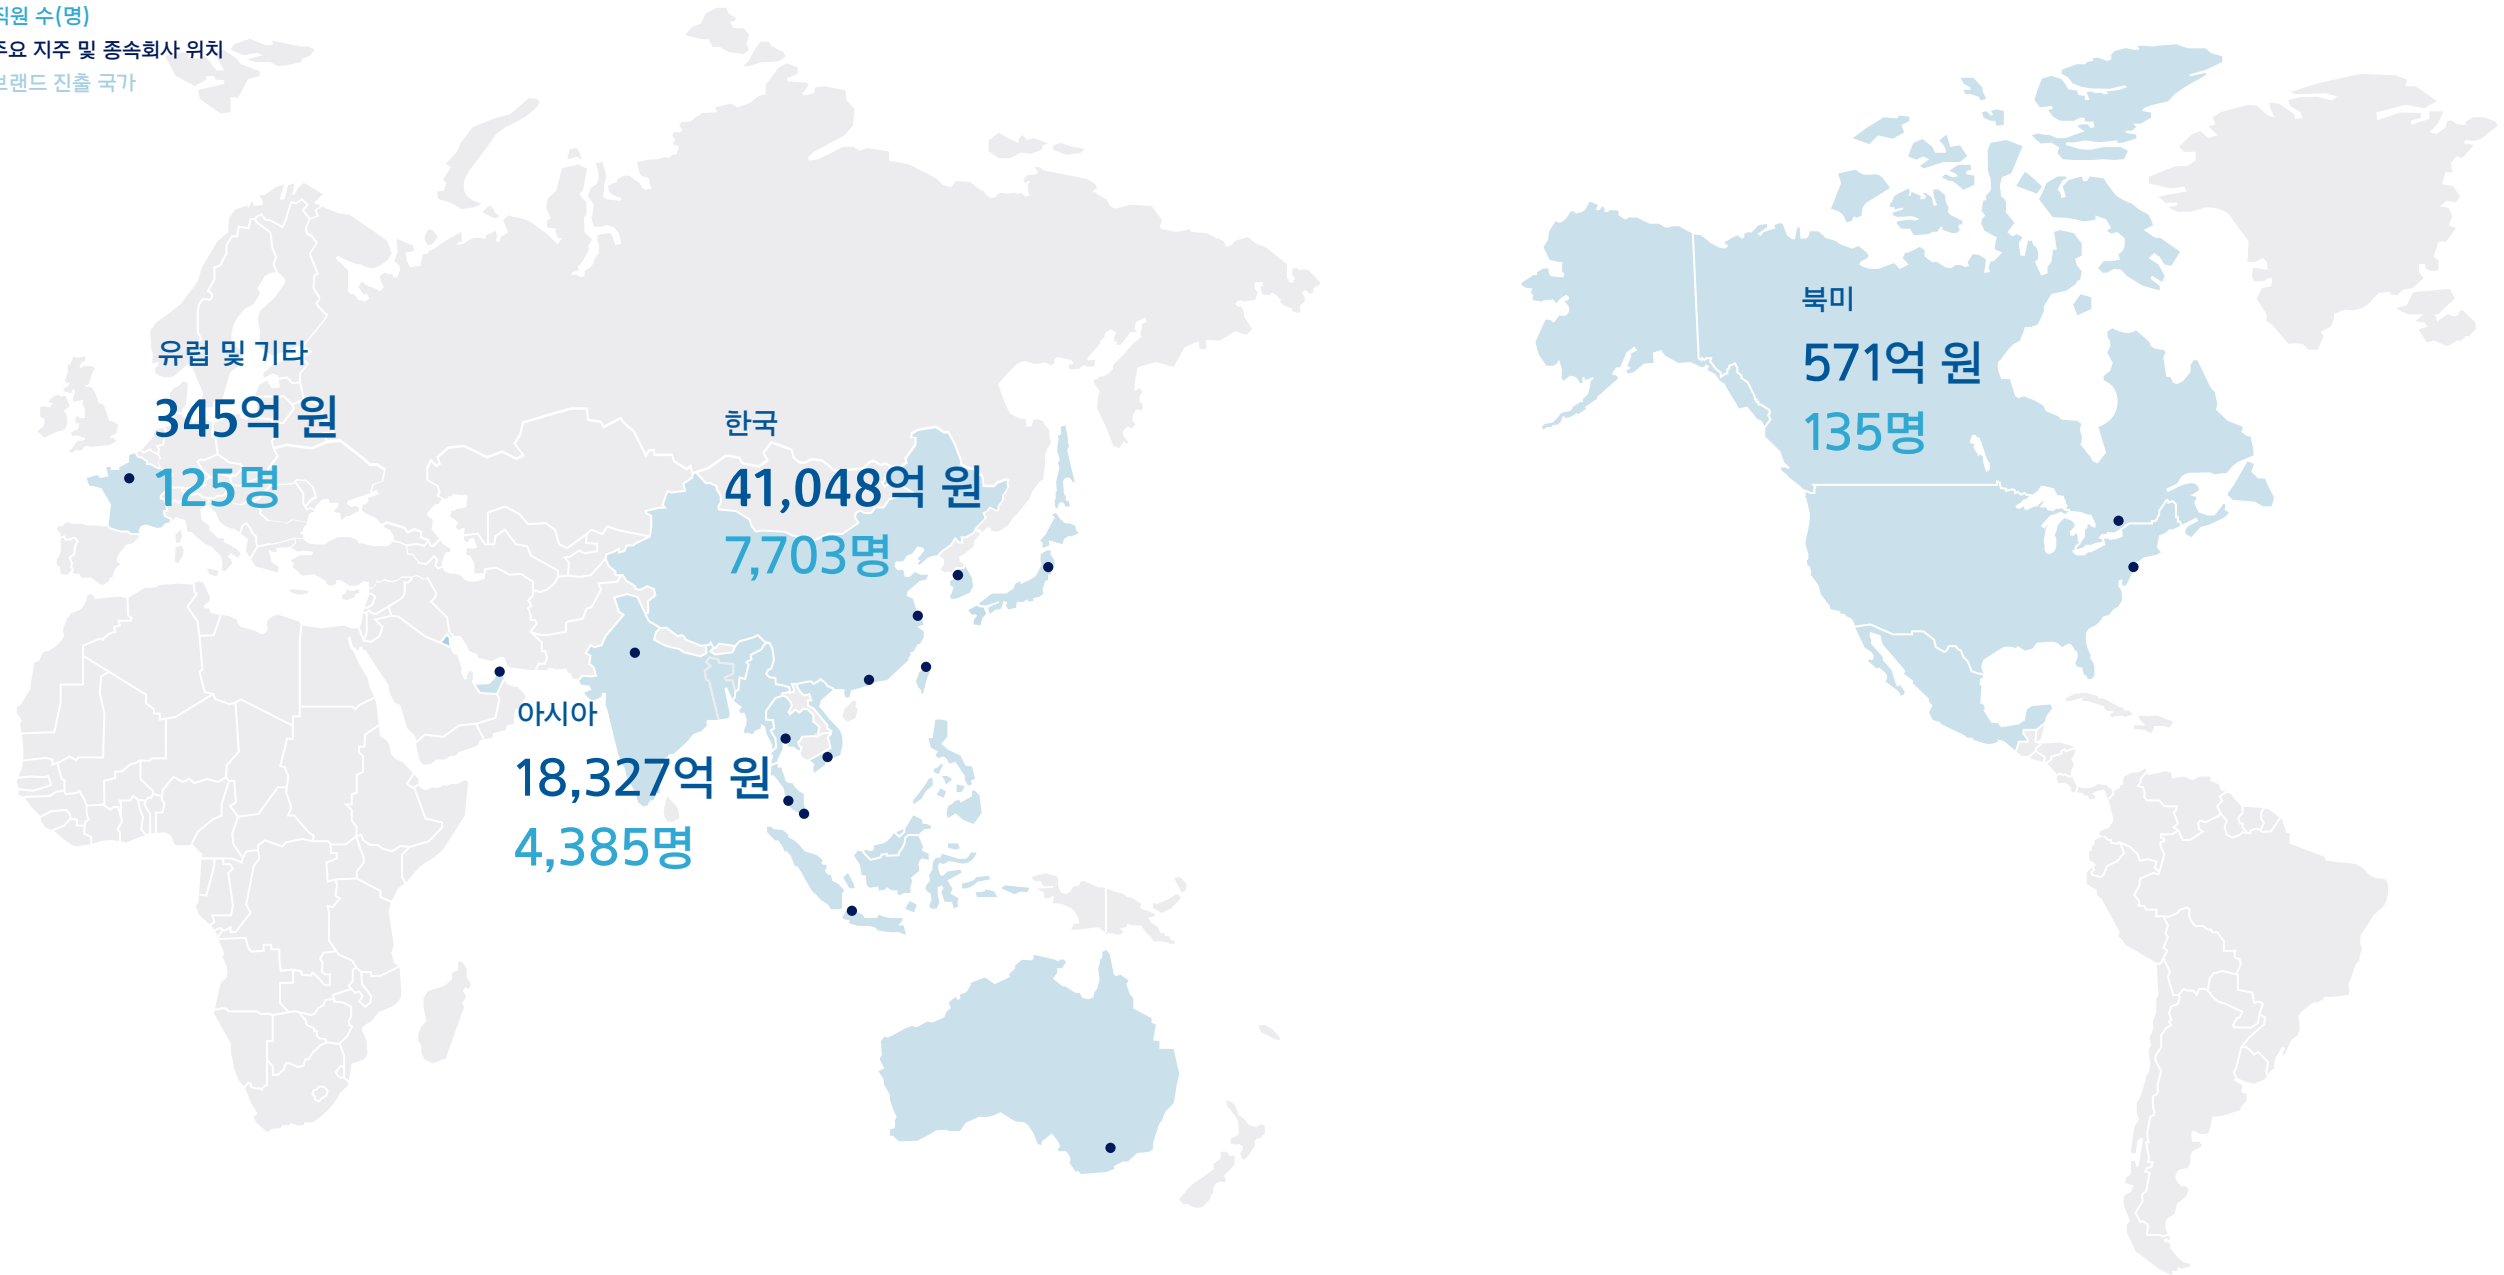 직원 수(명)
주요 지주 및 종속회사 위치
브랜드 진출국가
북미
571억 원
135명
유럽 및 기타
345억 원
125명
한국
41,048억 원
7,703명
아시아
18,327억 원
4,385명